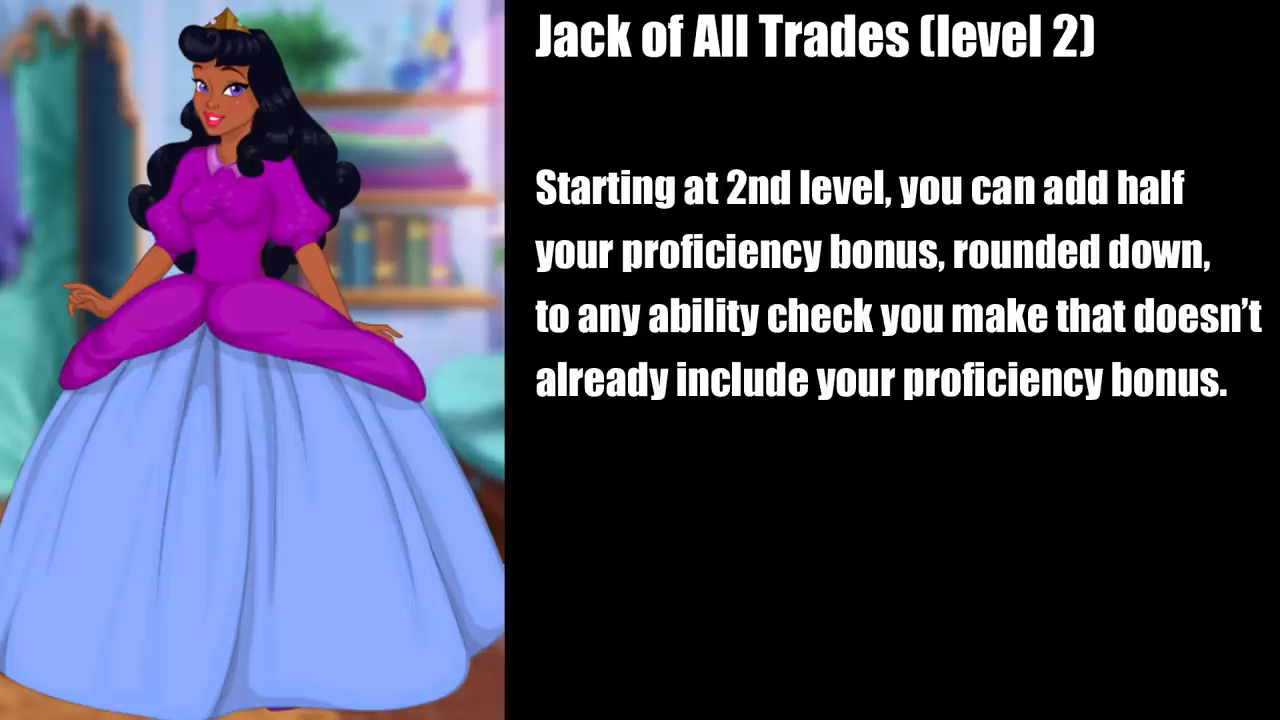 Jack of All Trades (level 2)
Starting at 2nd level, you can add half
your proficiency bonus, rounded down,
to any ability check you make that doesn’t
already include your proficiency bonus.